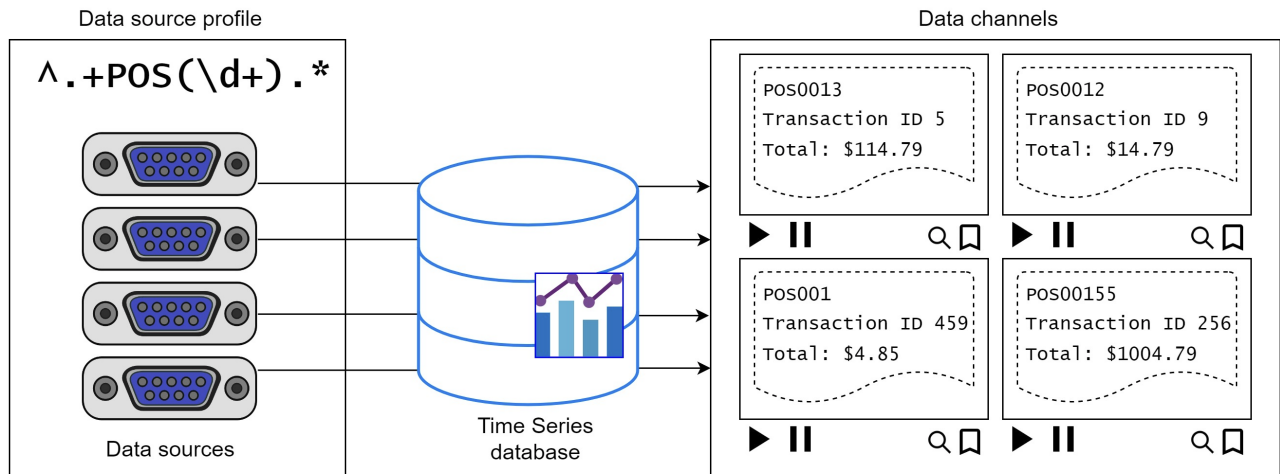 Data source profile
^.+POS(\d+).*
Data sources
Time Series
database
Data channels
POS0013
Transaction ID 5
Total: $114.79
POS0012
Transaction ID 9
Total: $14.79
POS001
Transaction ID 459
Total: $4.85
POS00155
Transaction ID 256
Total: $1004.79